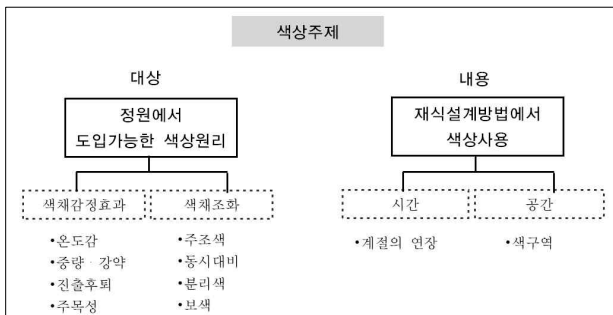 색상주제
대상
정원에서
도입가능한 색상원리
색채감정효과
•온도감
•중량·강약
•진출후퇴
•주목성
색채조화
•주조색
•동시대비
•분리색
•보색
내용
재식설계방법에서
색상사용
시간
•계절의 연장
공간
•색구역